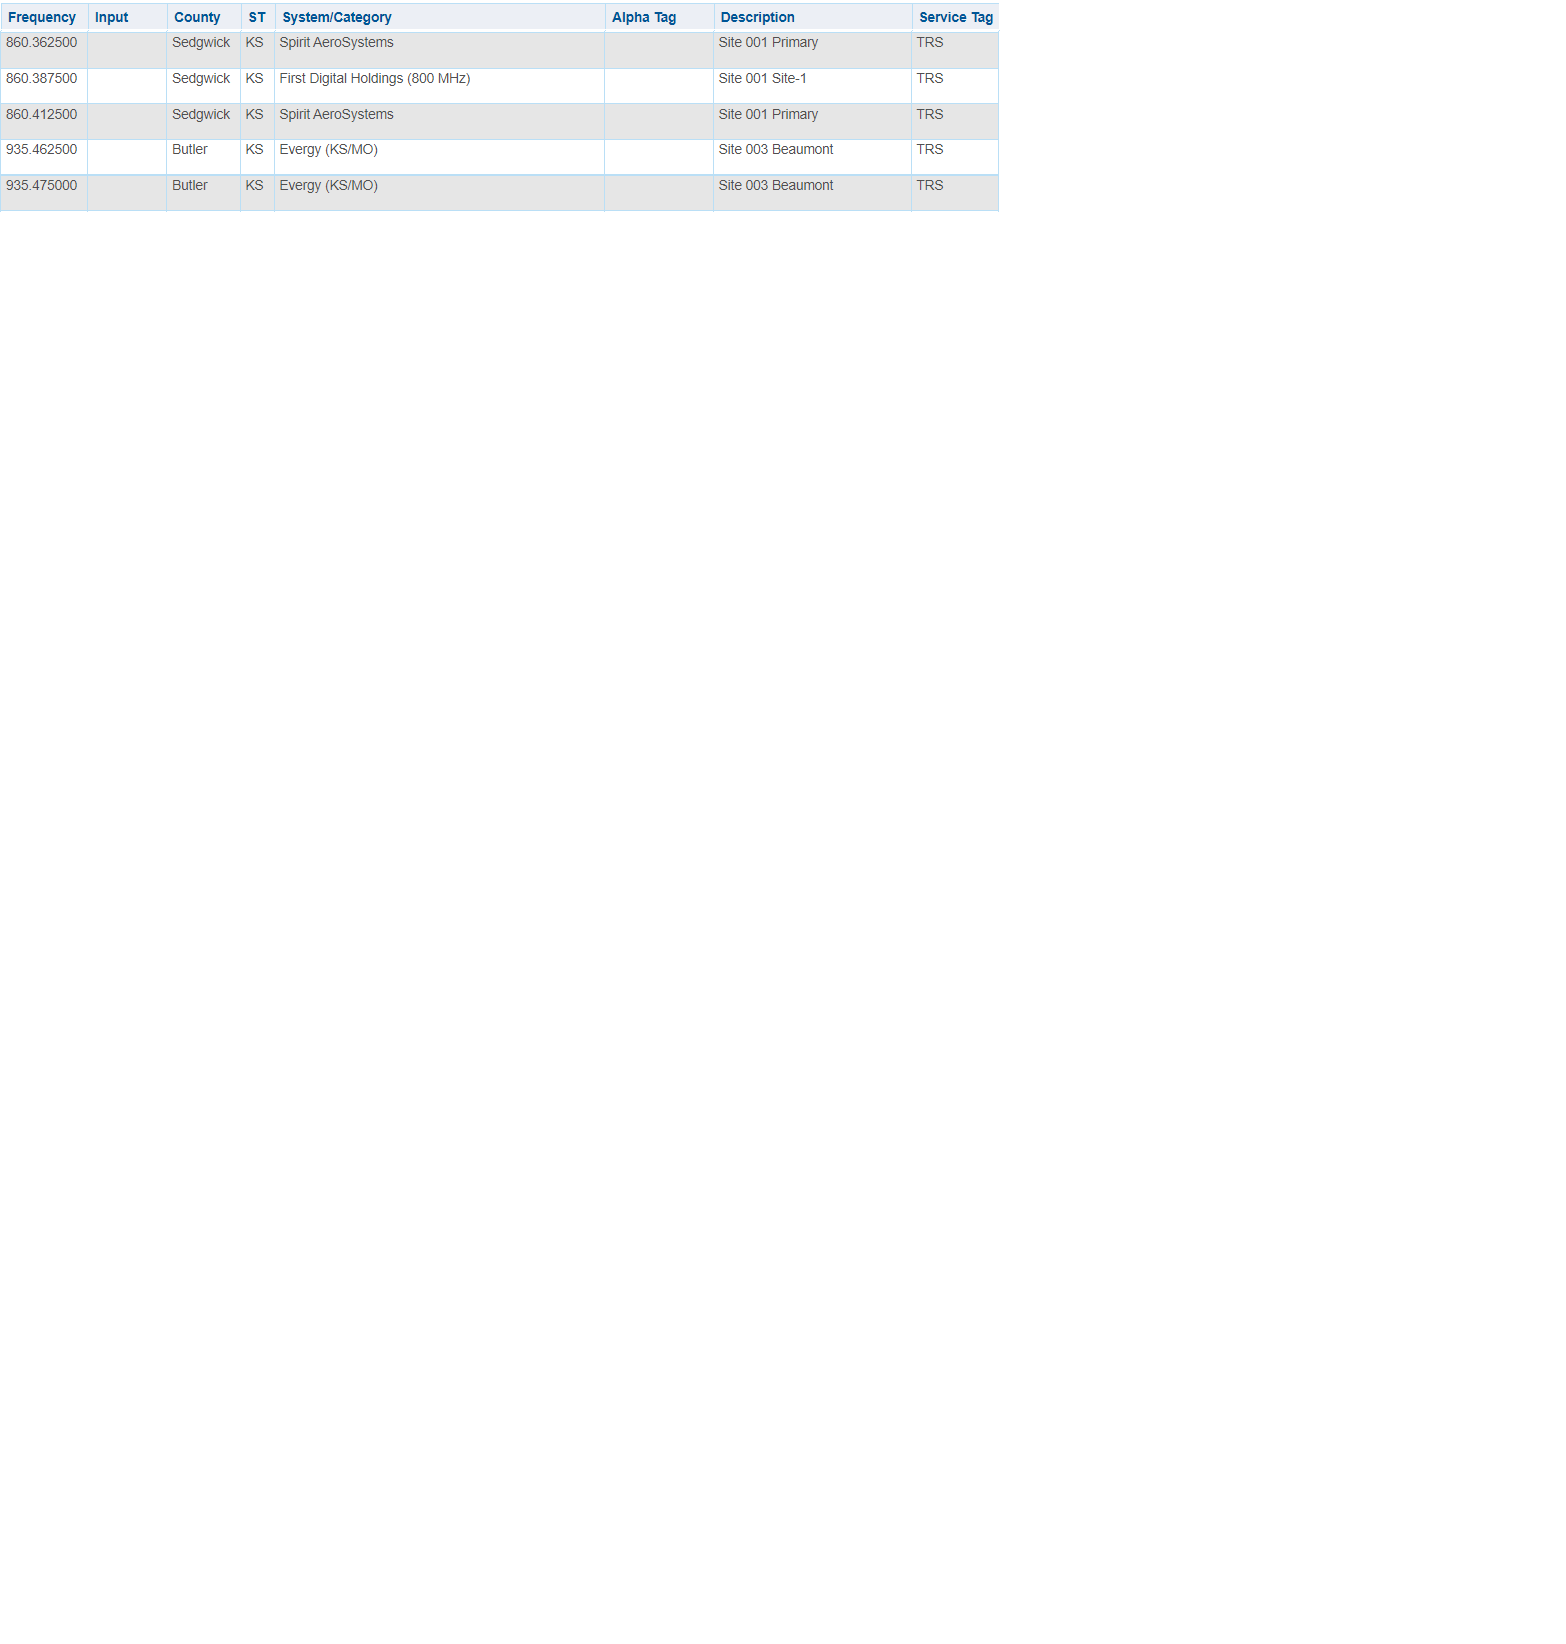 Frequency Input County ST System/Category Alpha Tag Description Service Tag
860.362500 Sedgwick KS Spirit AeroSystems Site 001 Primary TRS
860.387500 Sedgwick KS First Digital Holdings (800 MHz) Site 001 Site-1 TRS
860.412500 Sedgwick KS Spirit AeroSystems Site 001 Primary TRS
935.462500 Butler KS Evergy (KS/MO) Site 003 Beaumont TRS
935.475000 Butler KS Evergy (KS/MO) Site 003 Beaumont TRS